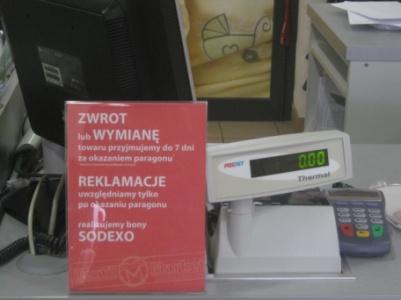 ZWROT
lub WYMIANĘ
towaru przyjmujemy do 7 dni
za okazaniem paragonu
REKLAMACJE
uwzględniamy tylko
po okazaniu paragonu
realizujemy bony
SODEXO
POSNET
0.00
Thermal